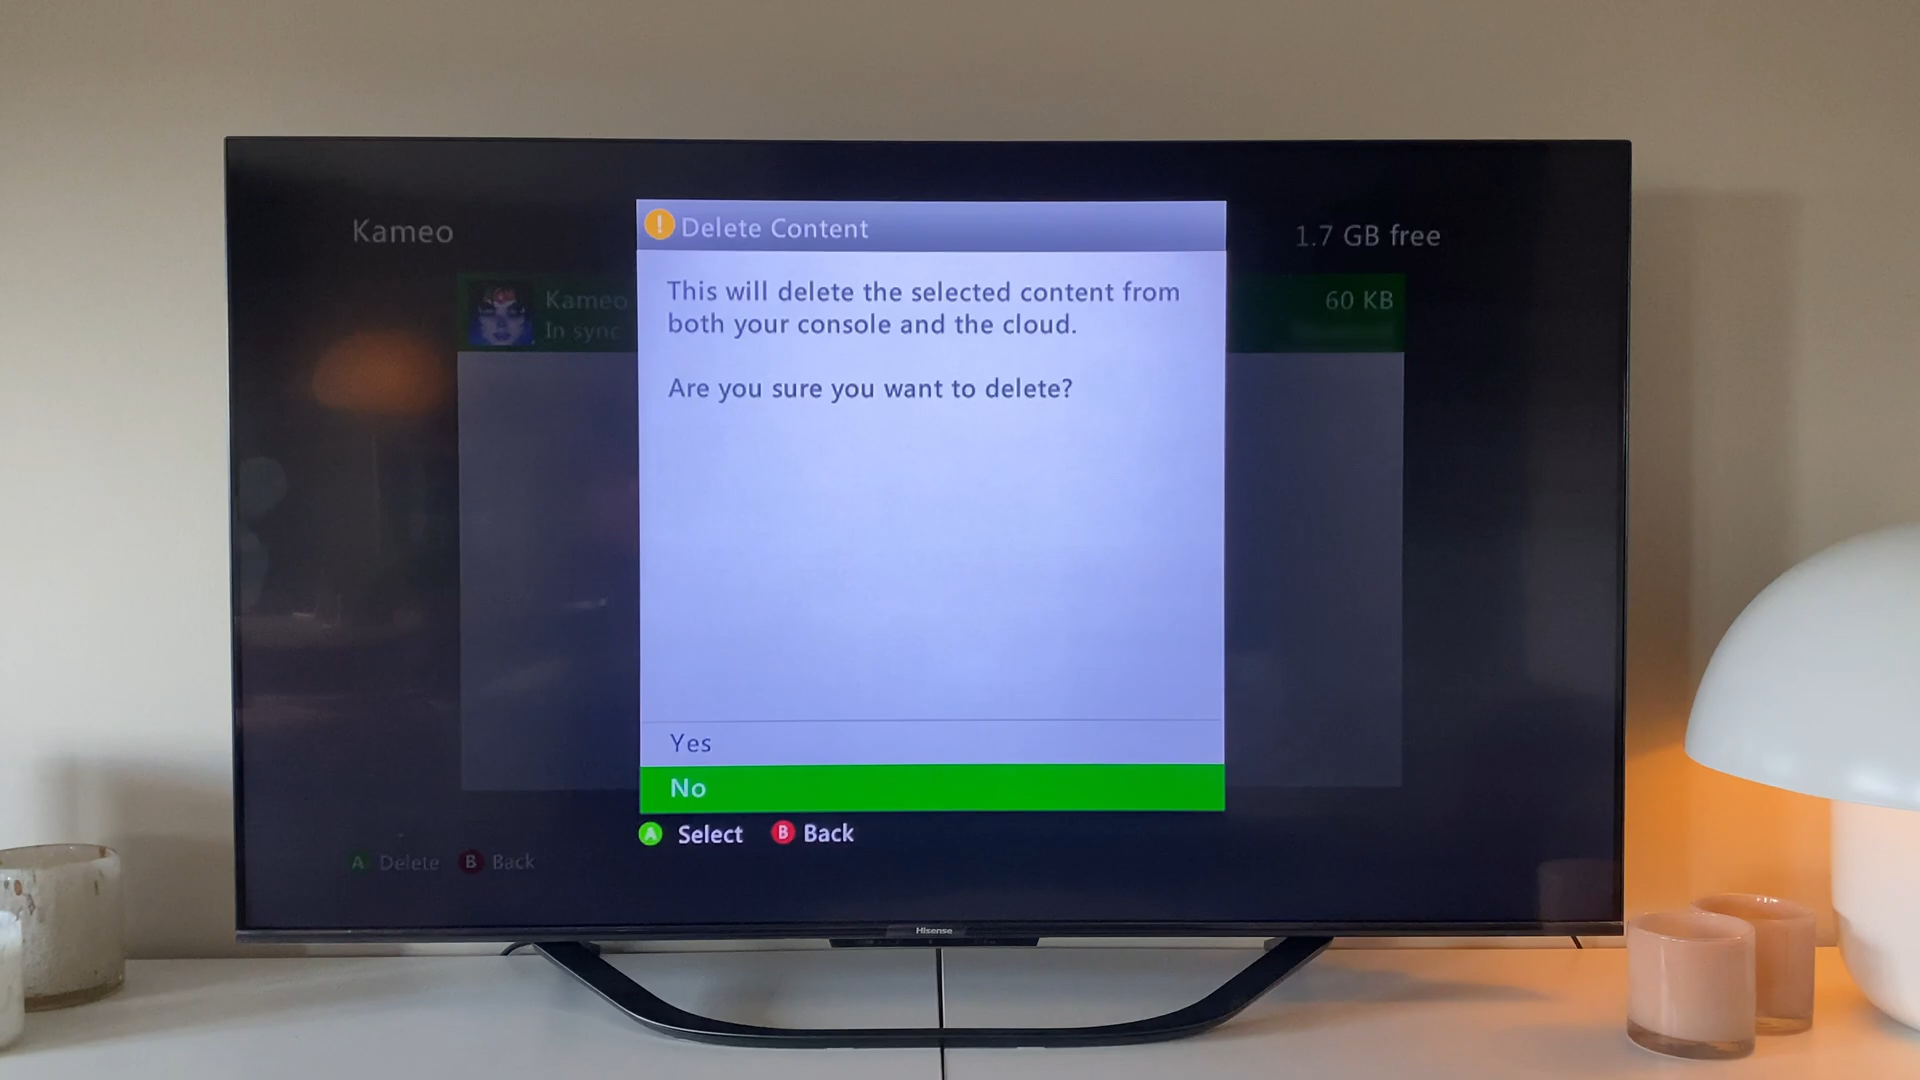 Kameo
1.7 GB free
Kameo
In sync
60 KB
! Delete Content
This will delete the selected content from
both your console and the cloud.
Are you sure you want to delete?
Yes
No
A Select B Back
A Delete B Back
Hisense